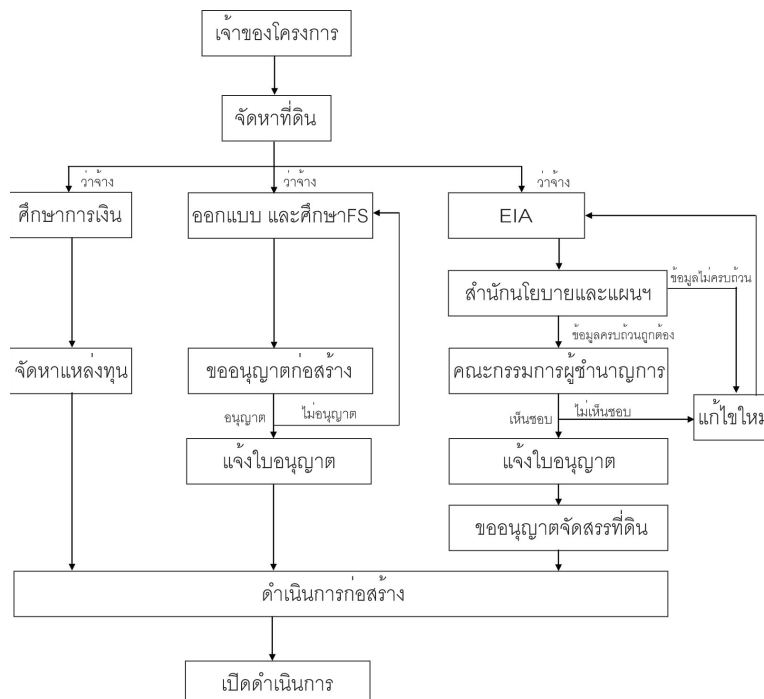 เจ้าของโครงการ
จัดหาที่ดิน
ว่าจ้าง
ว่าจ้าง
ว่าจ้าง
ศึกษาการเงิน
ออกแบบ และศึกษาFS
EIA
สำนักนโยบายและแผนฯ
ข้อมูลไม่ครบถ้วน
ข้อมูลครบถ้วนถูกต้อง
จัดหาแหล่งทุน
ขออนุญาตก่อสร้าง
คณะกรรมการผู้ชำนาญการ
อนุญาต
ไม่อนุญาต
เห็นชอบ
ไม่เห็นชอบ
แก้ไขใหม่
แจ้งใบอนุญาต
แจ้งใบอนุญาต
ขออนุญาตจัดสรรที่ดิน
ดำเนินการก่อสร้าง
เปิดดำเนินการ